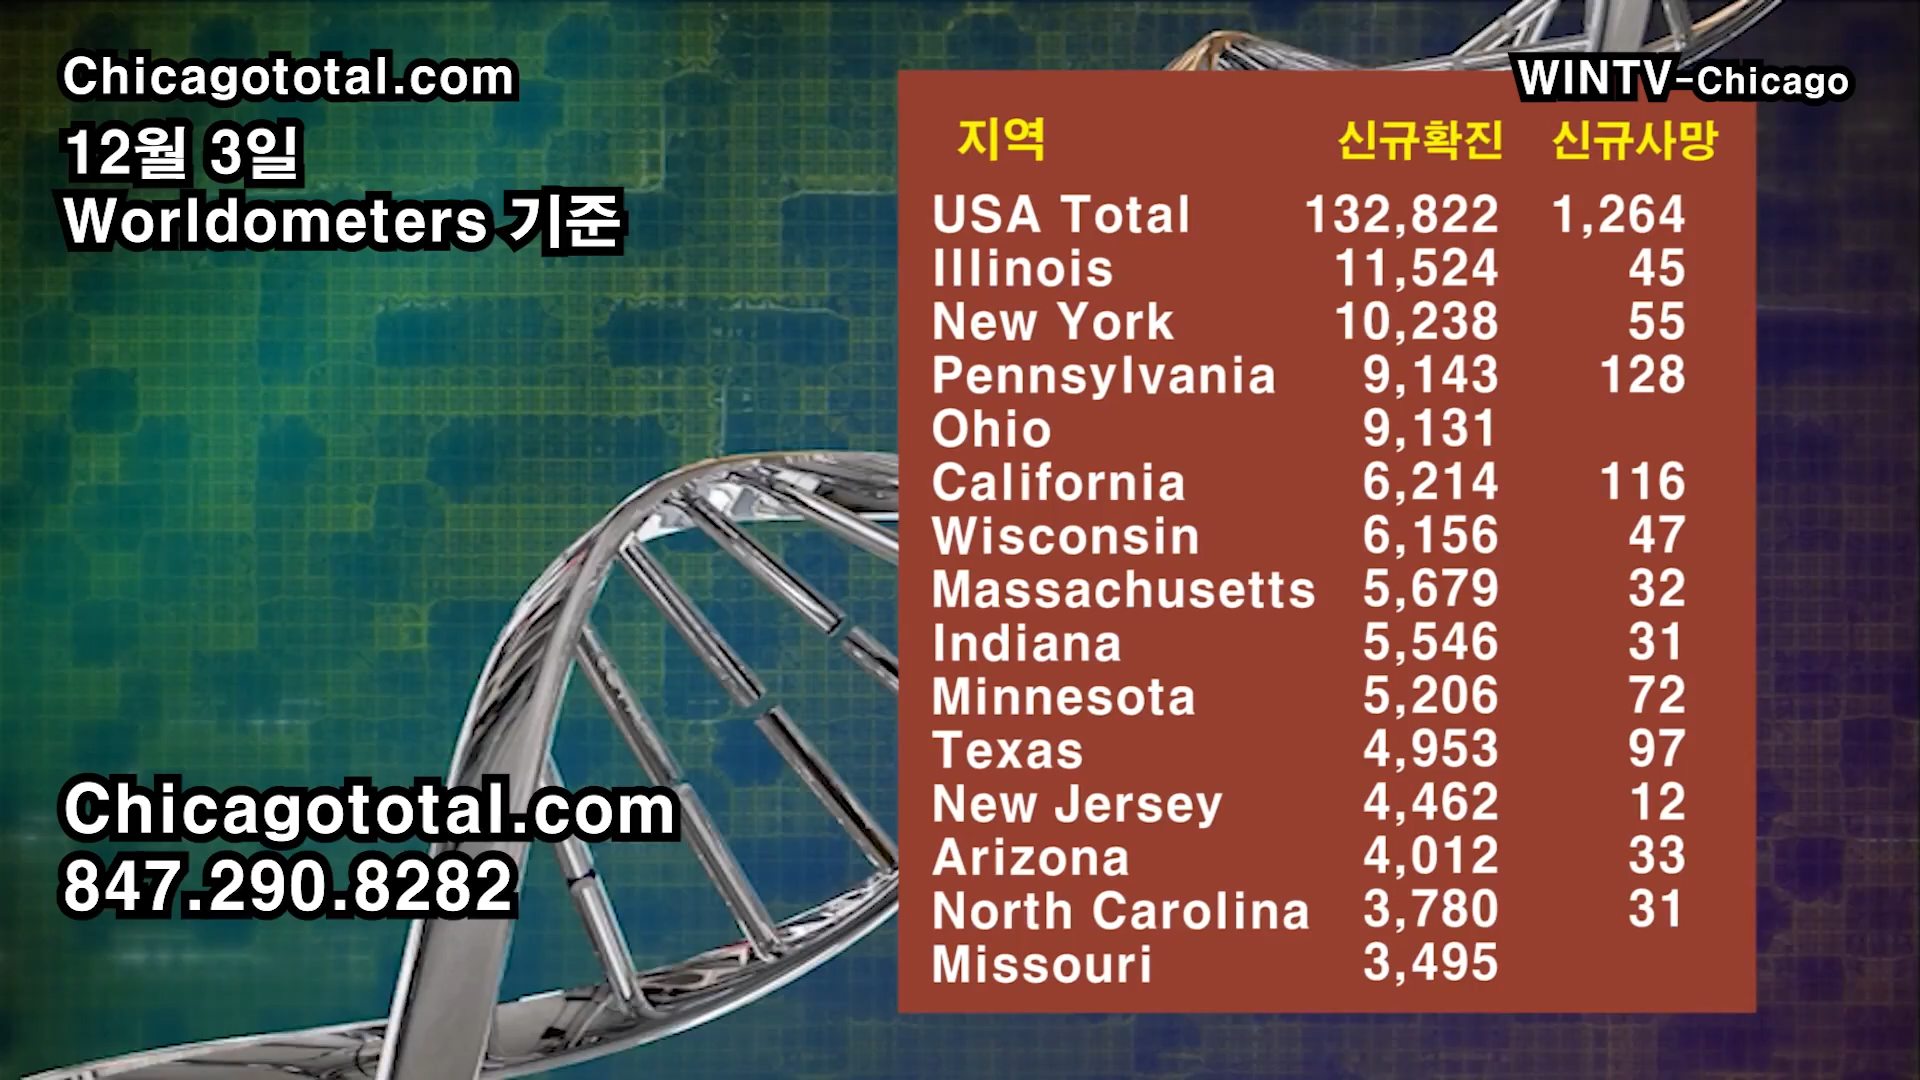 Chicagototal.com
12월 3일
Worldometers 기준
WINTV-Chicago
지역 신규확진 신규사망
USA Total 132,822 1,264
Illinois 11,524 45
New York 10,238 55
Pennsylvania 9,143 128
Ohio 9,131
California 6,214 116
Wisconsin 6,156 47
Massachusetts 5,679 32
Indiana 5,546 31
Minnesota 5,206 72
Texas 4,953 97
New Jersey 4,462 12
Arizona 4,012 33
North Carolina 3,780 31
Missouri 3,495
Chicagototal.com
847.290.8282